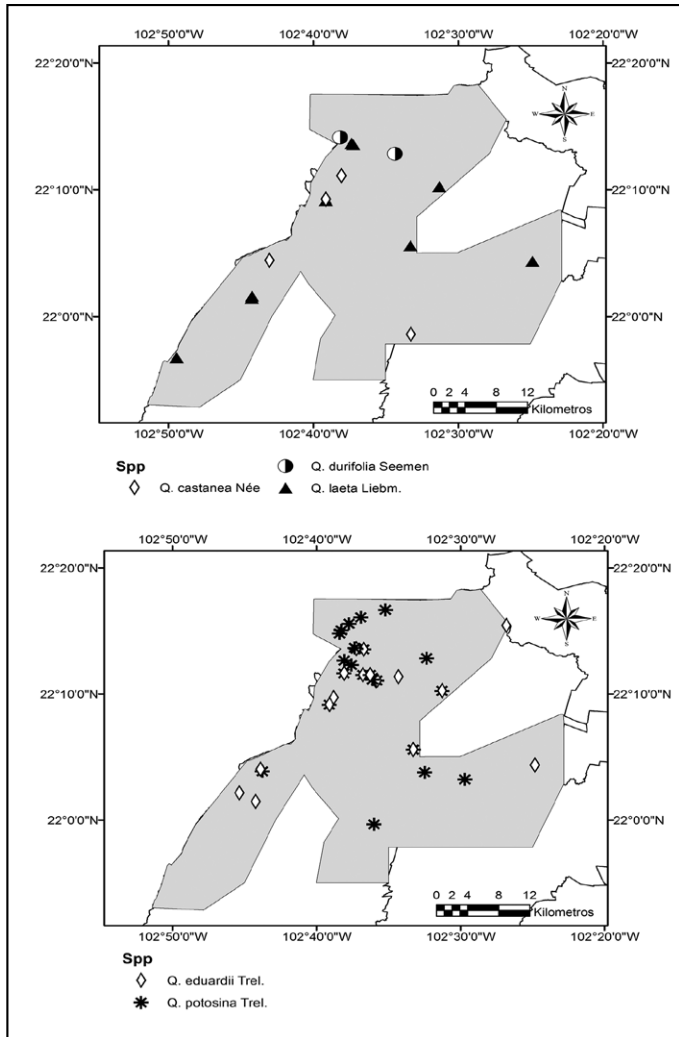 102°50'0"W 102°40'0"W 102°30'0"W 102°20'0"W
22°20'0"N 22°20'0"N
N
W E
S
22°10'0"N 22°10'0"N
22°0'0"N 22°0'0"N
0 2 4 8 12
Kilometros
102°50'0"W 102°40'0"W 102°30'0"W 102°20'0"W
Spp
Q. durifolia Seemen
Q. castanea Née Q. laeta Liebm.
102°50'0"W 102°40'0"W 102°30'0"W 102°20'0"W
22°20'0"N 22°20'0"N
N
W E
S
22°10'0"N 22°10'0"N
22°0'0"N 22°0'0"N
0 2 4 8 12
Kilometros
102°50'0"W 102°40'0"W 102°30'0"W 102°20'0"W
Spp
Q. eduardii Trel.
Q. potosina Trel.